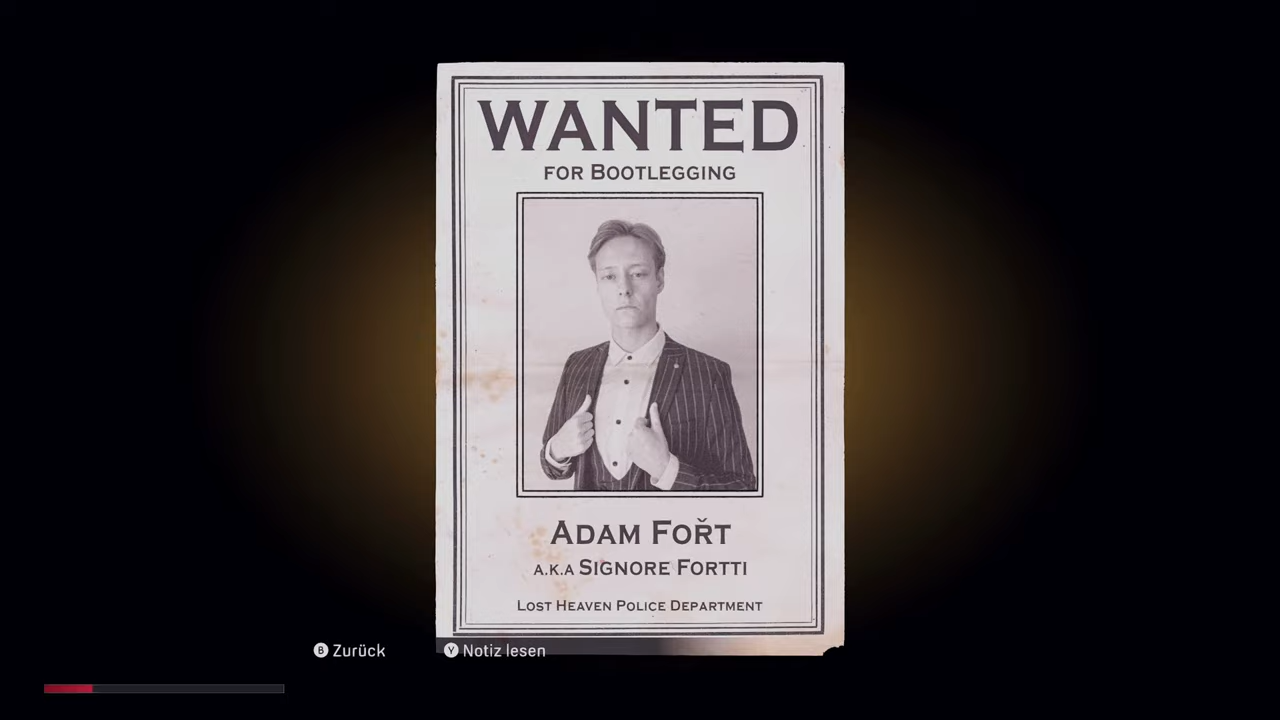 WANTED
FOR BOOTLEGGING
ADAM FOŘT
A.K.A SIGNORE FORTTI
LOST HEAVEN POLICE DEPARTMENT
B Zurück
Y Notiz lesen